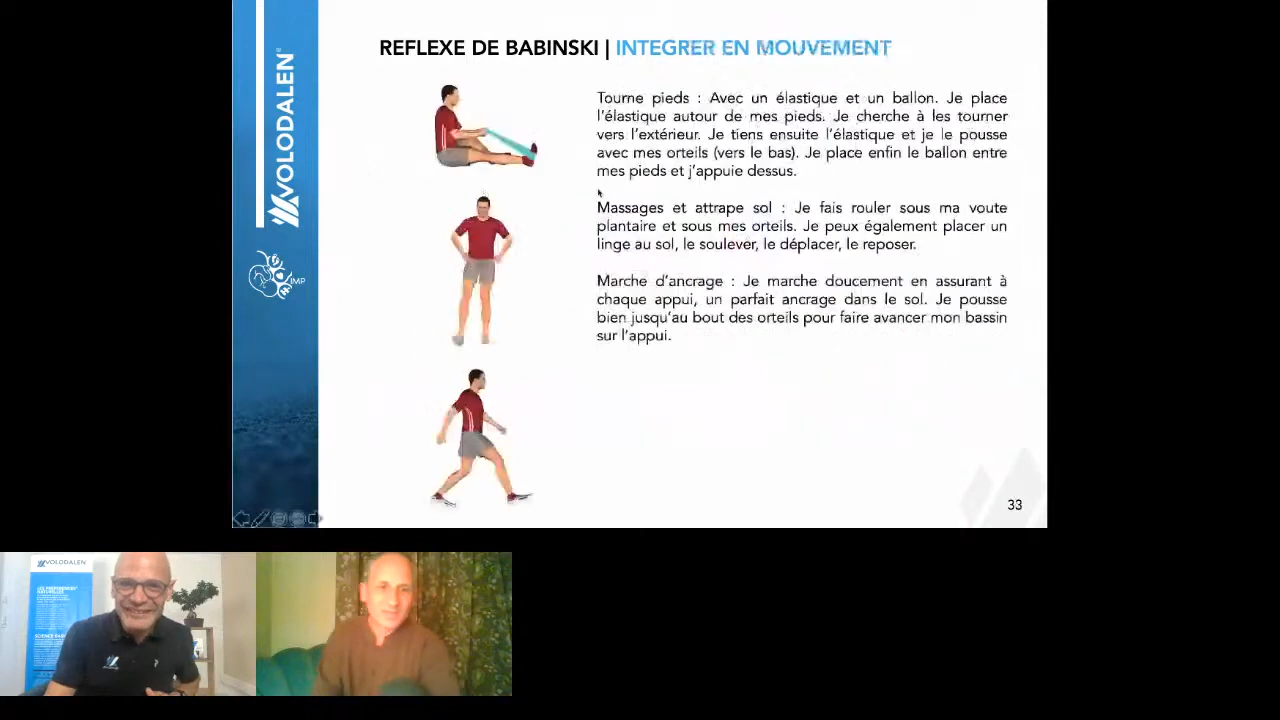 REFLEXE DE BABINSKI | INTEGRER EN MOUVEMENT
VOLODALEN®
IMP
Tourne pieds : Avec un élastique et un ballon. Je place
l'élastique autour de mes pieds. Je cherche à les tourner
vers l'extérieur. Je tiens ensuite l'élastique et je le pousse
avec mes orteils (vers le bas). Je place enfin le ballon entre
mes pieds et j'appuie dessus.
Massages et attrape sol : Je fais rouler sous ma voute
plantaire et sous mes orteils. Je peux également placer un
linge au sol, le soulever, le déplacer, le reposer.
Marche d'ancrage : Je marche doucement en assurant à
chaque appui, un parfait ancrage dans le sol. Je pousse
bien jusqu'au bout des orteils pour faire avancer mon bassin
sur l'appui.
33
VOLODALEN
LES PRÉFÉRENCES
NATURELLES